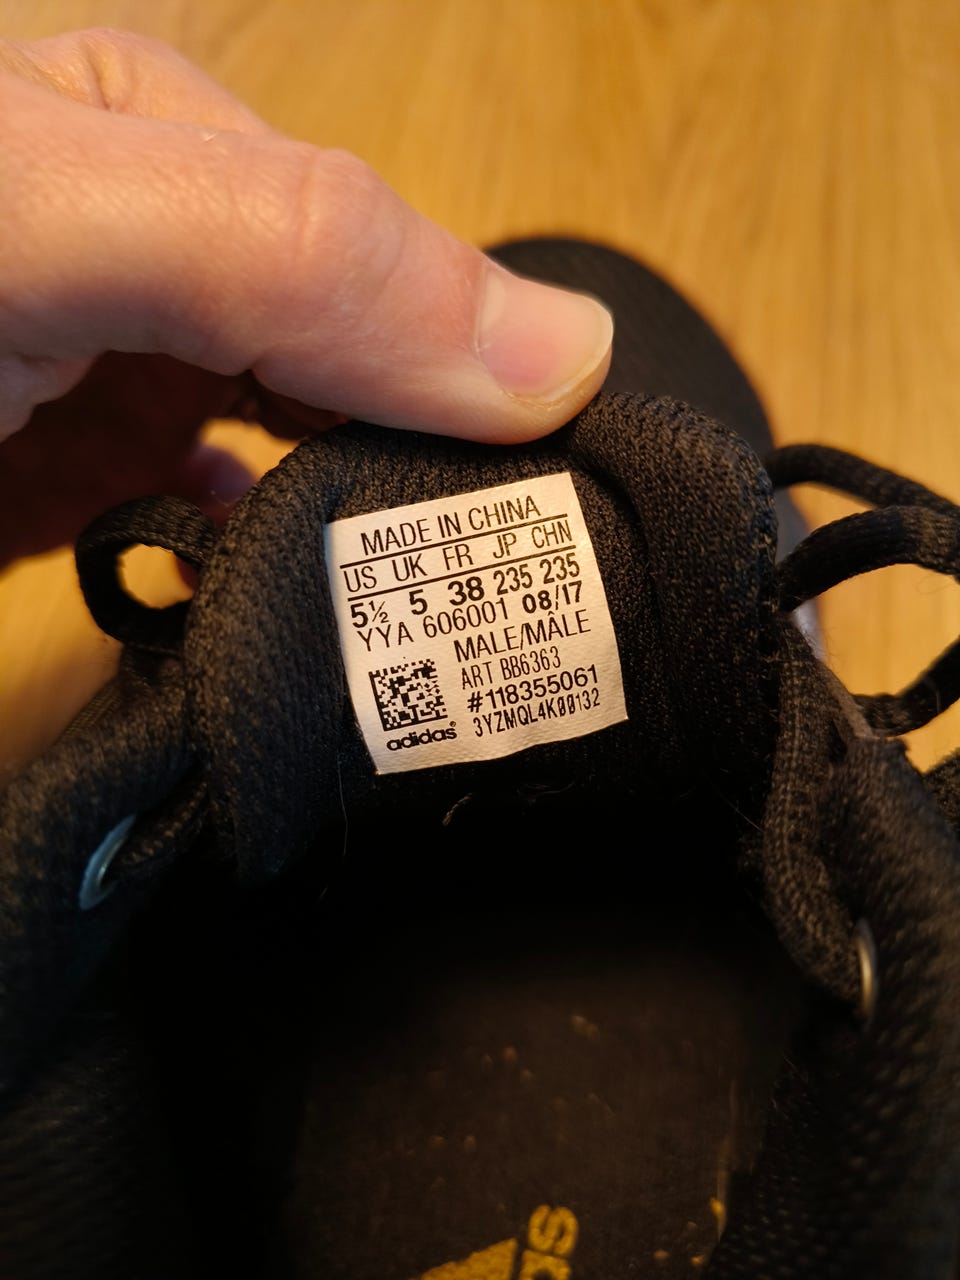 MADE IN CHINA
US UK FR JP CHN
5½ 5 38 235 235
YYA 606001 08/17
MALE/MÂLE
ART BB6363
#118355061
3YZMQL4K00132
adidas®